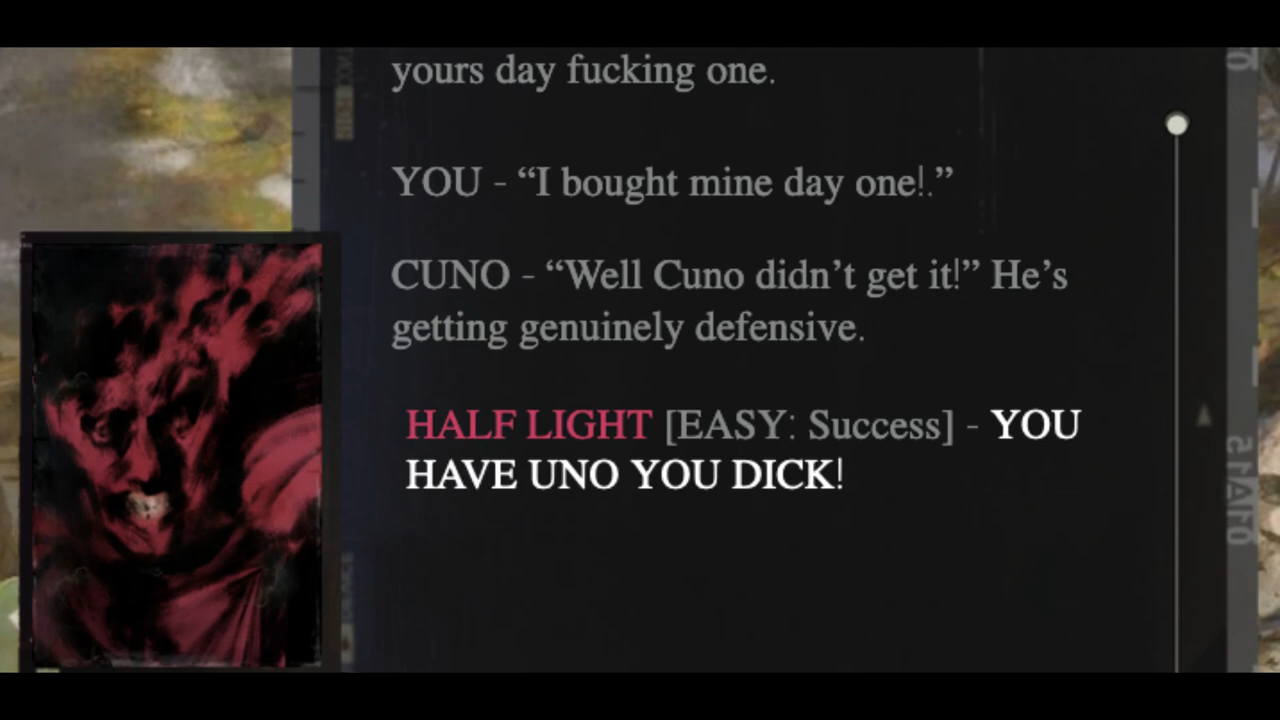 yours day fucking one.
YOU - “I bought mine day one!.”
CUNO - “Well Cuno didn’t get it!” He’s
getting genuinely defensive.
HALF LIGHT [EASY: Success] - YOU
HAVE UNO YOU DICK!